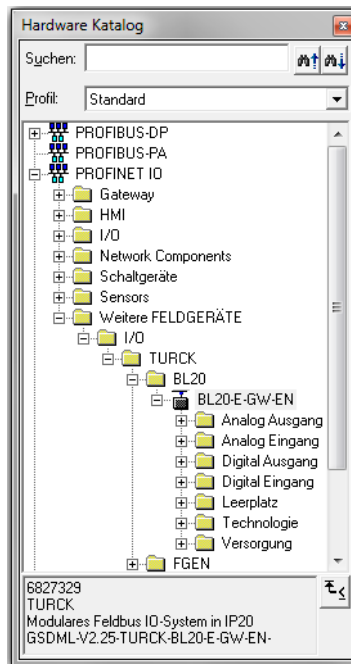 Hardware Katalog
Suchen:
Profil: Standard
PROFIBUS-DP
PROFIBUS-PA
PROFINET IO
Gateway
HMI
I/O
Network Components
Schaltgeräte
Sensors
Weitere FELDGERÄTE
I/O
TURCK
BL20
BL20-E-GW-EN
Analog Ausgang
Analog Eingang
Digital Ausgang
Digital Eingang
Leerplatz
Technologie
Versorgung
FGEN
6827329
TURCK
Modulares Feldbus IO-System in IP20
GSDML-V2.25-TURCK-BL20-E-GW-EN-